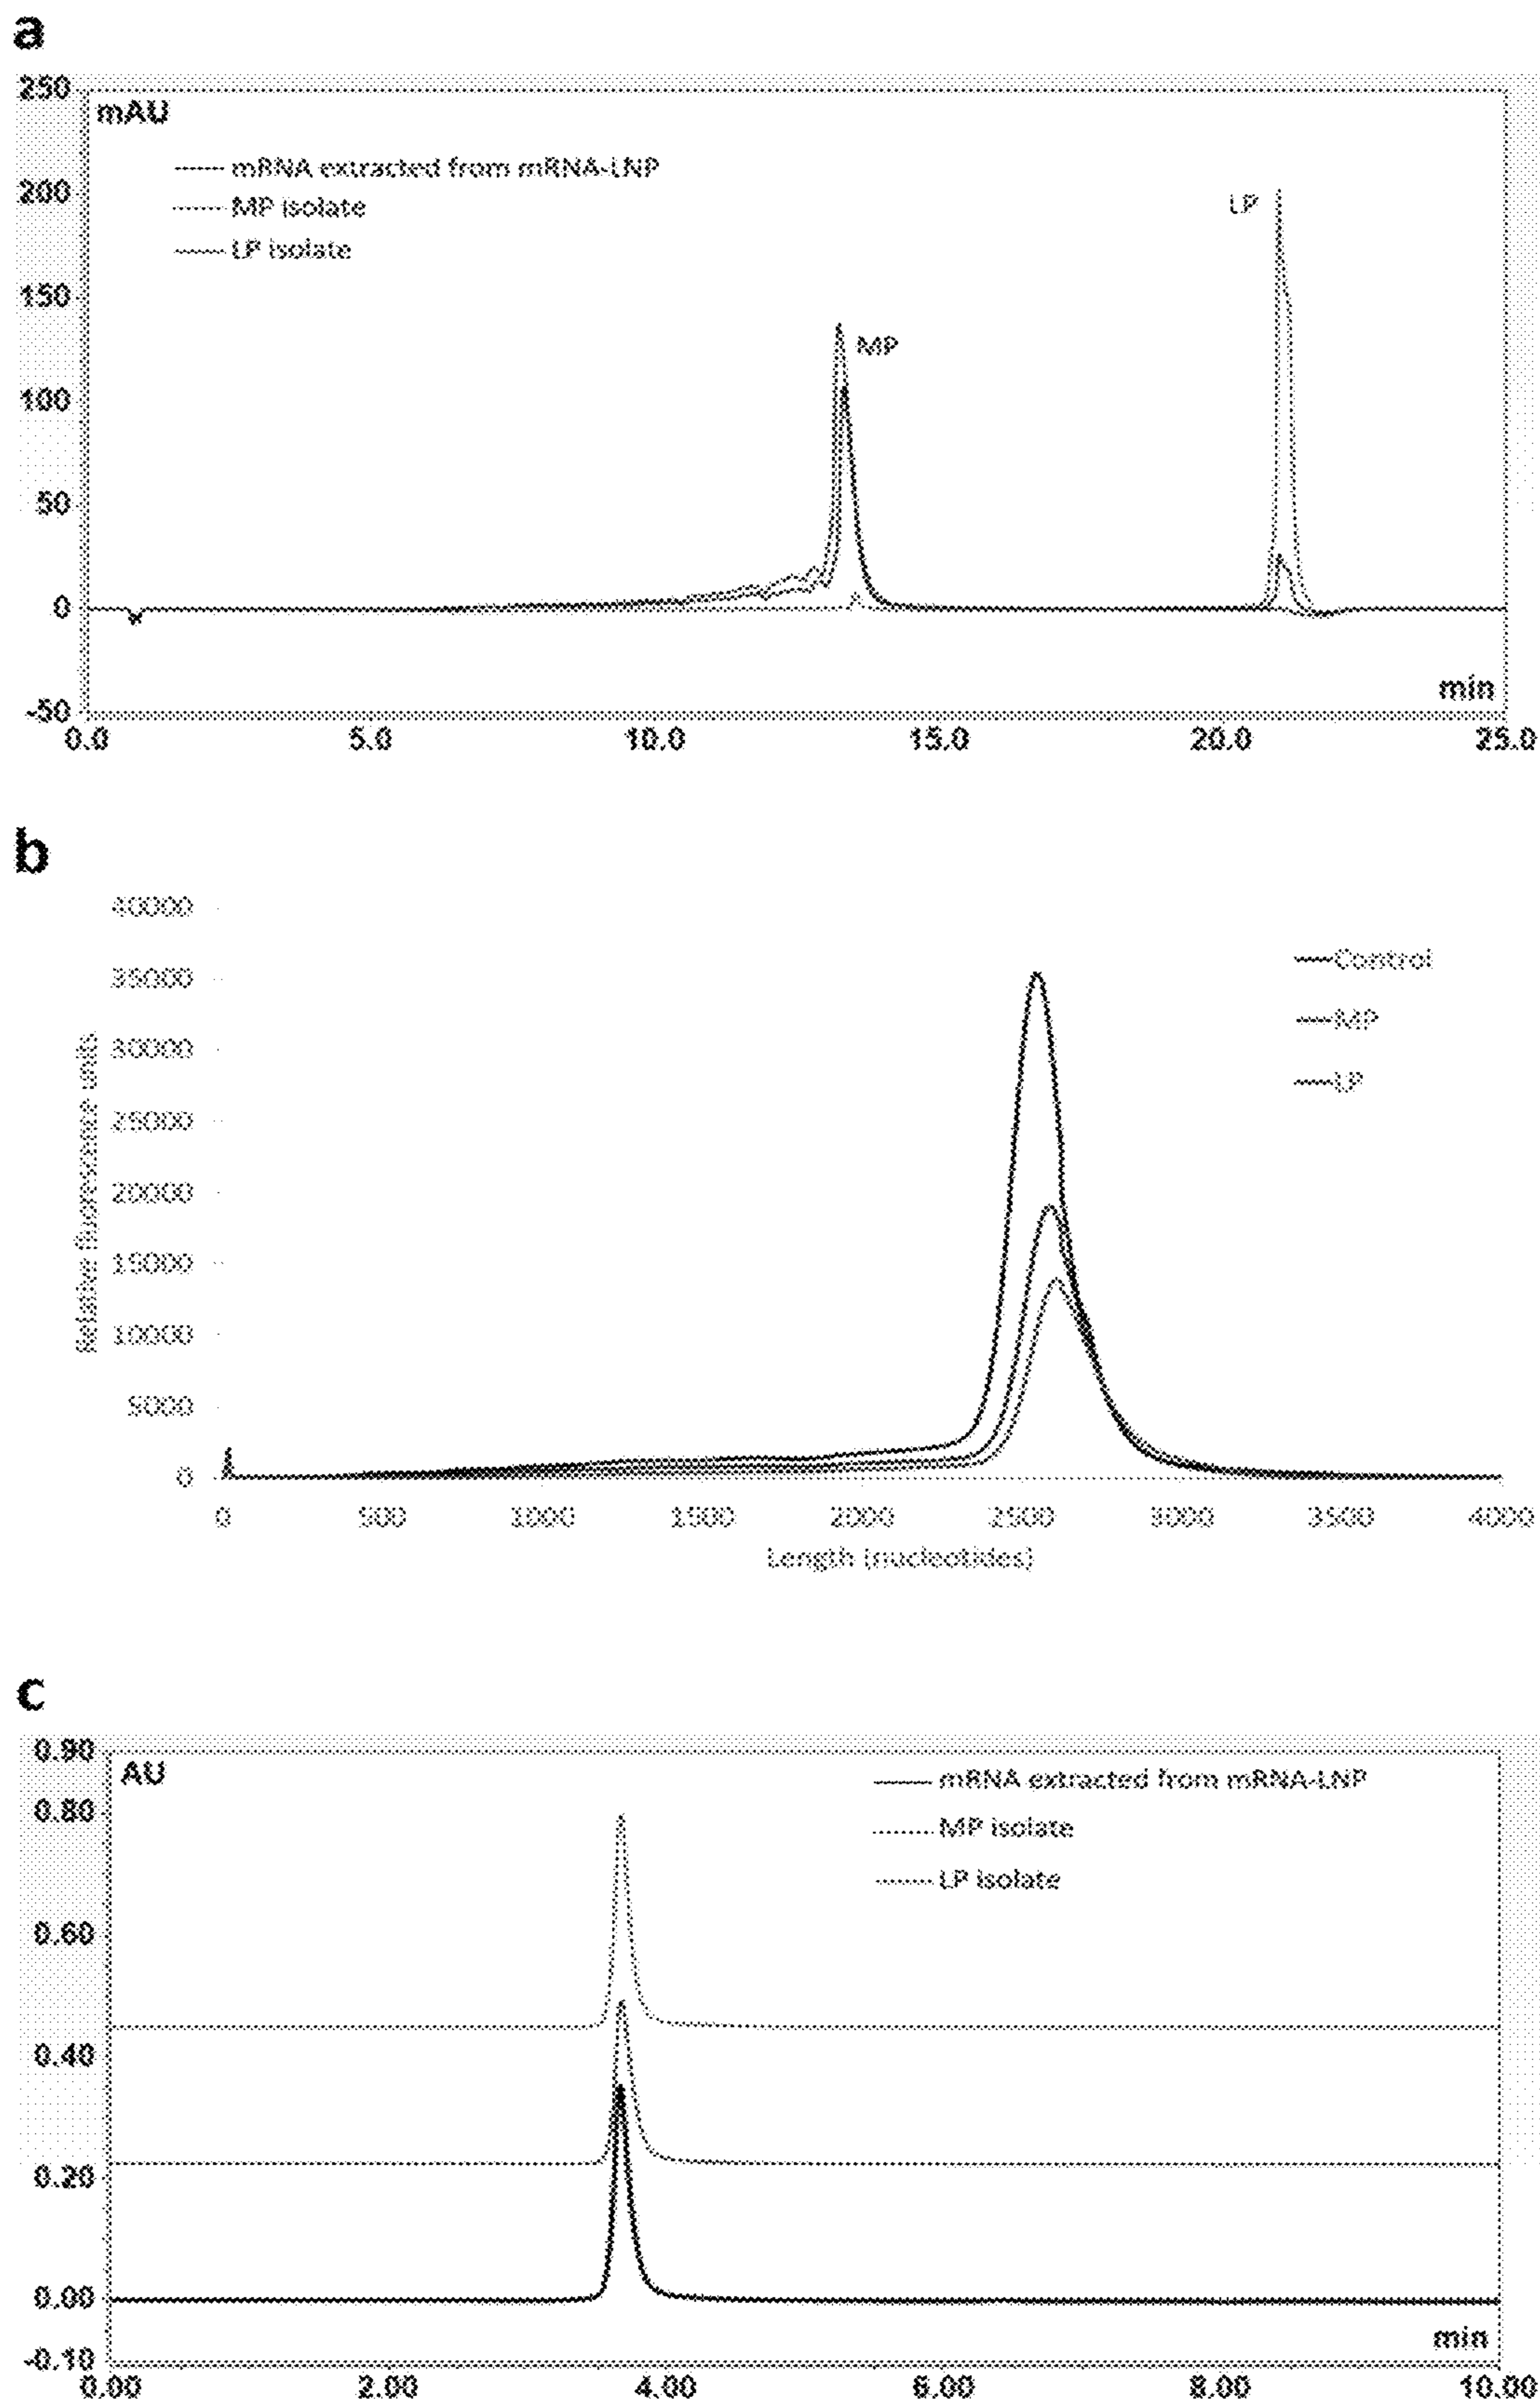 a
250
mAU
mRNA extracted from mRNA-LNP
200
LP
MP isolate
LP isolate
150
MP
100
50
0
min
-50
0.0 5.0 10.0 15.0 20.0 25.0
b
40000
Control
35000
MP
30000
LP
Relative fluorescence units
25000
20000
15000
10000
5000
0
0 500 1000 1500 2000 2500 3000 3500 4000
Length (nucleotides)
c
0.90
AU
mRNA extracted from mRNA-LNP
0.80
MP isolate
LP isolate
0.60
0.40
0.20
0.00
min
-0.10
0.00 2.00 4.00 6.00 8.00 10.00